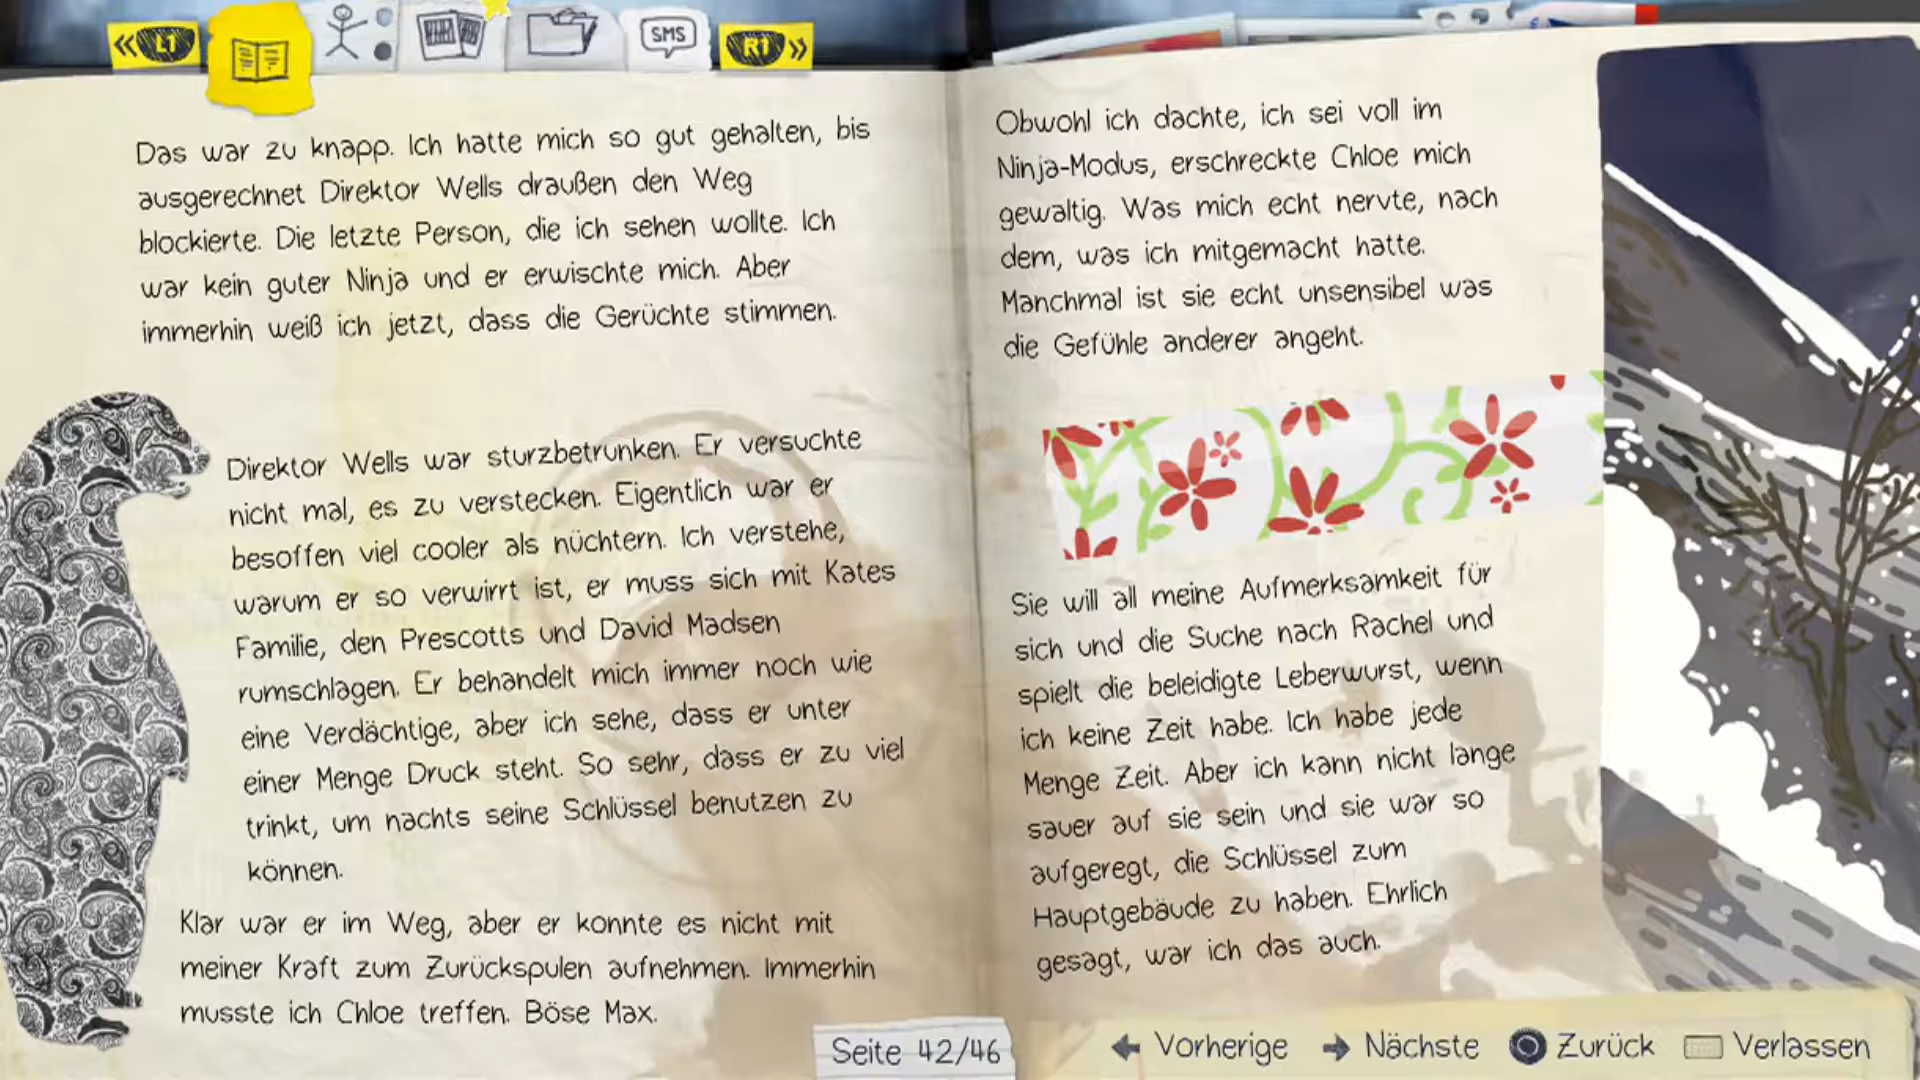 L1
SMS
R1
Das war zu knapp. Ich hatte mich so gut gehalten, bis
ausgerechnet Direktor Wells draußen den Weg
blockierte. Die letzte Person, die ich sehen wollte. Ich
war kein guter Ninja und er erwischte mich. Aber
immerhin weiß ich jetzt, dass die Gerüchte stimmen.
Direktor Wells war sturzbetrunken. Er versuchte
nicht mal, es zu verstecken. Eigentlich war er
besoffen viel cooler als nüchtern. Ich verstehe,
warum er so verwirrt ist, er muss sich mit Kates
Familie, den Prescotts und David Madsen
rumschlagen. Er behandelt mich immer noch wie
eine Verdächtige, aber ich sehe, dass er unter
einer Menge Druck steht. So sehr, dass er zu viel
trinkt, um nachts seine Schlüssel benutzen zu
können.
Klar war er im Weg, aber er konnte es nicht mit
meiner Kraft zum Zurückspulen aufnehmen. Immerhin
musste ich Chloe treffen. Böse Max.
Obwohl ich dachte, ich sei voll im
Ninja-Modus, erschreckte Chloe mich
gewaltig. Was mich echt nervte, nach
dem, was ich mitgemacht hatte.
Manchmal ist sie echt unsensibel was
die Gefühle anderer angeht.
Sie will all meine Aufmerksamkeit für
sich und die Suche nach Rachel und
spielt die beleidigte Leberwurst, wenn
ich keine Zeit habe. Ich habe jede
Menge Zeit. Aber ich kann nicht lange
sauer auf sie sein und sie war so
aufgeregt, die Schlüssel zum
Hauptgebäude zu haben. Ehrlich
gesagt, war ich das auch.
Seite 42/46
Vorherige
Nächste
Zurück
Verlassen